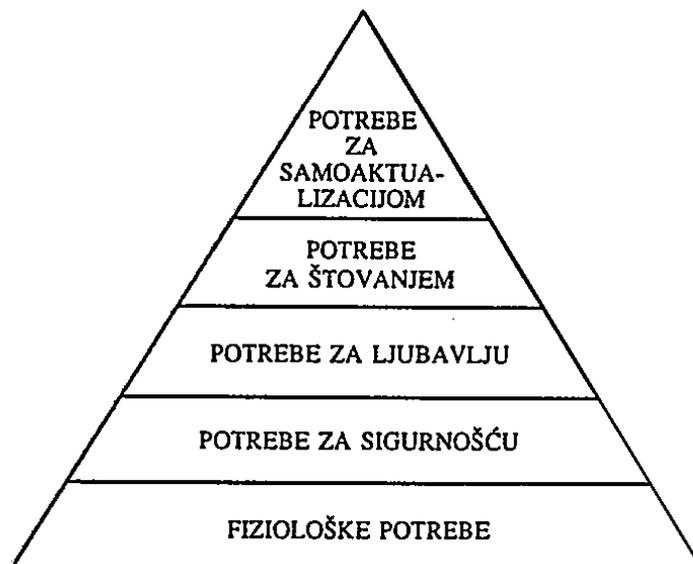 POTREBE
ZA
SAMOAKTUA-
LIZACIJOM
POTREBE
ZA ŠTOVANJEM
POTREBE ZA LJUBAVLJU
POTREBE ZA SIGURNOŠĆU
FIZIOLOŠKE POTREBE